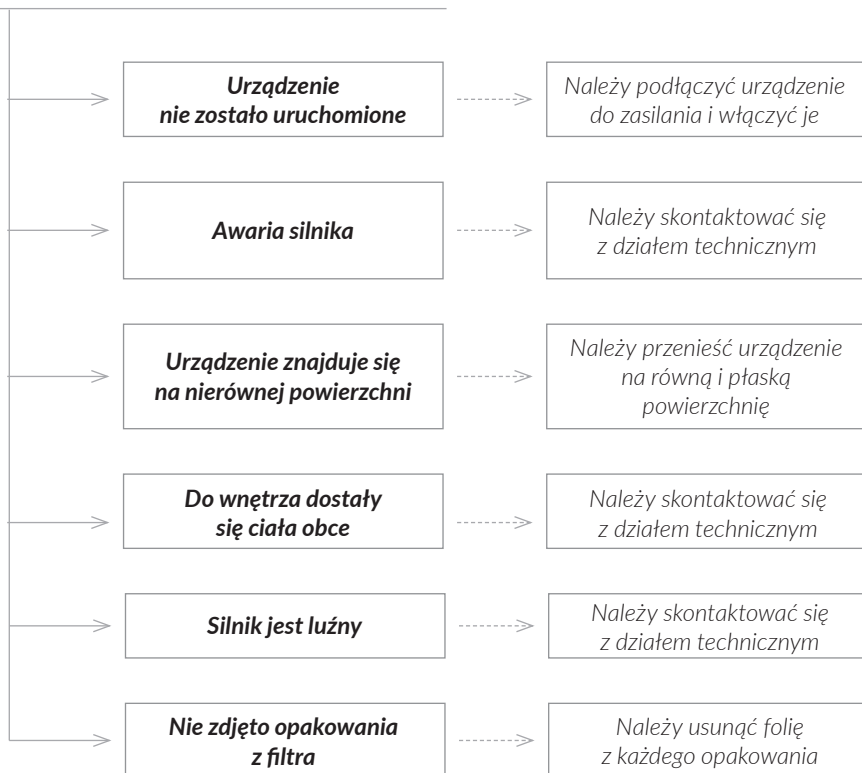 Urządzenie
nie zostało uruchomione
Należy podłączyć urządzenie
do zasilania i włączyć je
Awaria silnika
Należy skontaktować się
z działem technicznym
Urządzenie znajduje się
na nierównej powierzchni
Należy przenieść urządzenie
na równą i płaską
powierzchnię
Do wnętrza dostały
się ciała obce
Należy skontaktować się
z działem technicznym
Silnik jest luźny
Należy skontaktować się
z działem technicznym
Nie zdjęto opakowania
z filtra
Należy usunąć folię
z każdego opakowania